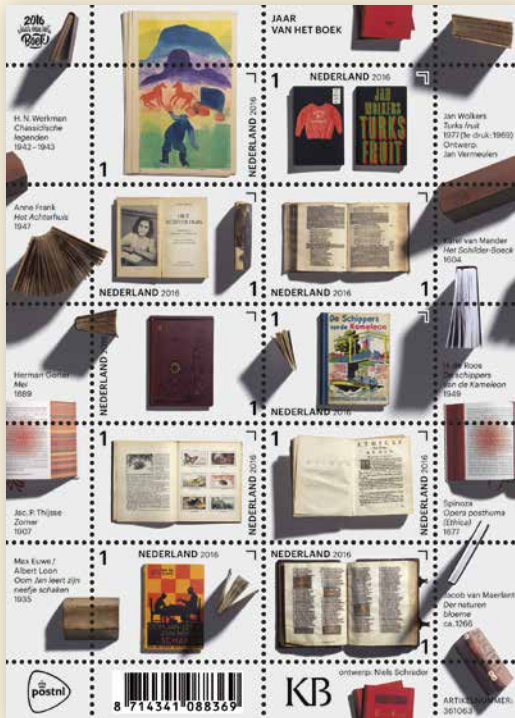 2016
Jaar van het
Boek
JAAR
VAN HET BOEK
H. N. Werkman
Chassidische
legenden
1942–1943
1
NEDERLAND 2016
NEDERLAND 2016
1
JAN
WOLKERS
TURKS
FRUIT
Jan Wolkers
Turks fruit
1977 (1e druk: 1969)
Ontwerp:
Jan Vermeulen
Anne Frank
Het Achterhuis
1947
HET
ACHTERHUIS
NEDERLAND 2016
1
NEDERLAND 2016
1
Karel van Mander
Het Schilder-Boeck
1604
Herman Gorter
Mei
1889
NEDERLAND 2016
1
1
De Schippers
van de Kameleon
NEDERLAND 2016
H. de Roos
De schippers
van de Kameleon
1949
Jac. P. Thijsse
Zomer
1907
1
NEDERLAND 2016
1
ETHICES
NEDERLAND 2016
Spinoza
Opera posthuma
(Ethica)
1677
Max Euwe /
Albert Loon
Oom Jan leert zijn
neefje schaken
1935
1
NEDERLAND 2016
NEDERLAND 2016
1
Jacob van Maerlant
Der naturen
bloeme
ca. 1266
postnl
8 714341 088369
KB
ontwerp: Niels Schrader
ARTIKELNUMMER:
361063